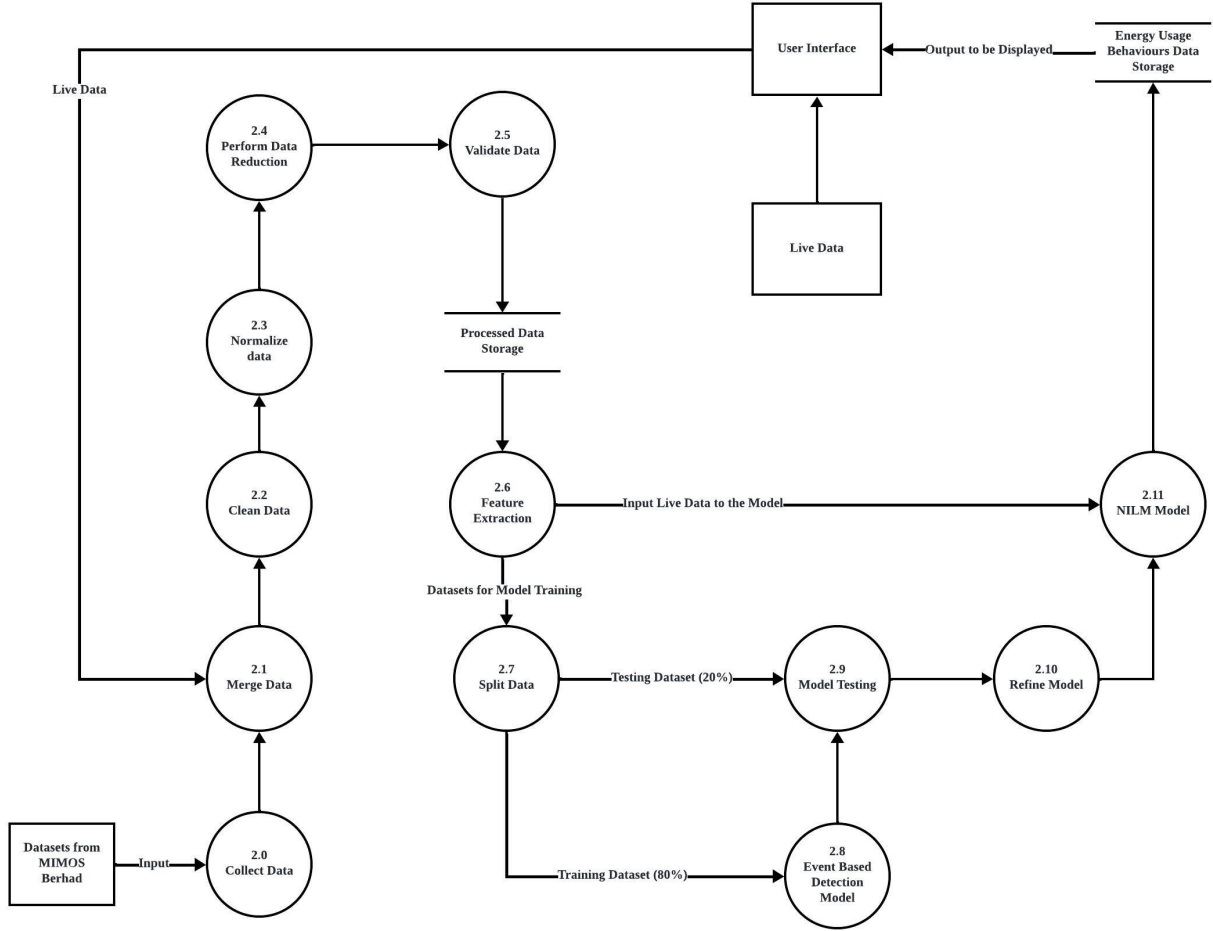 User Interface
Output to be Displayed
Energy Usage
Behaviours Data
Storage
Live Data
2.4
Perform Data
Reduction
2.5
Validate Data
Live Data
2.3
Normalize
data
Processed Data
Storage
2.2
Clean Data
2.6
Feature
Extraction
Input Live Data to the Model
2.11
NILM Model
Datasets for Model Training
2.1
Merge Data
2.7
Split Data
Testing Dataset (20%)
2.9
Model Testing
2.10
Refine Model
Datasets from
MIMOS
Berhad
Input
2.0
Collect Data
Training Dataset (80%)
2.8
Event Based
Detection
Model